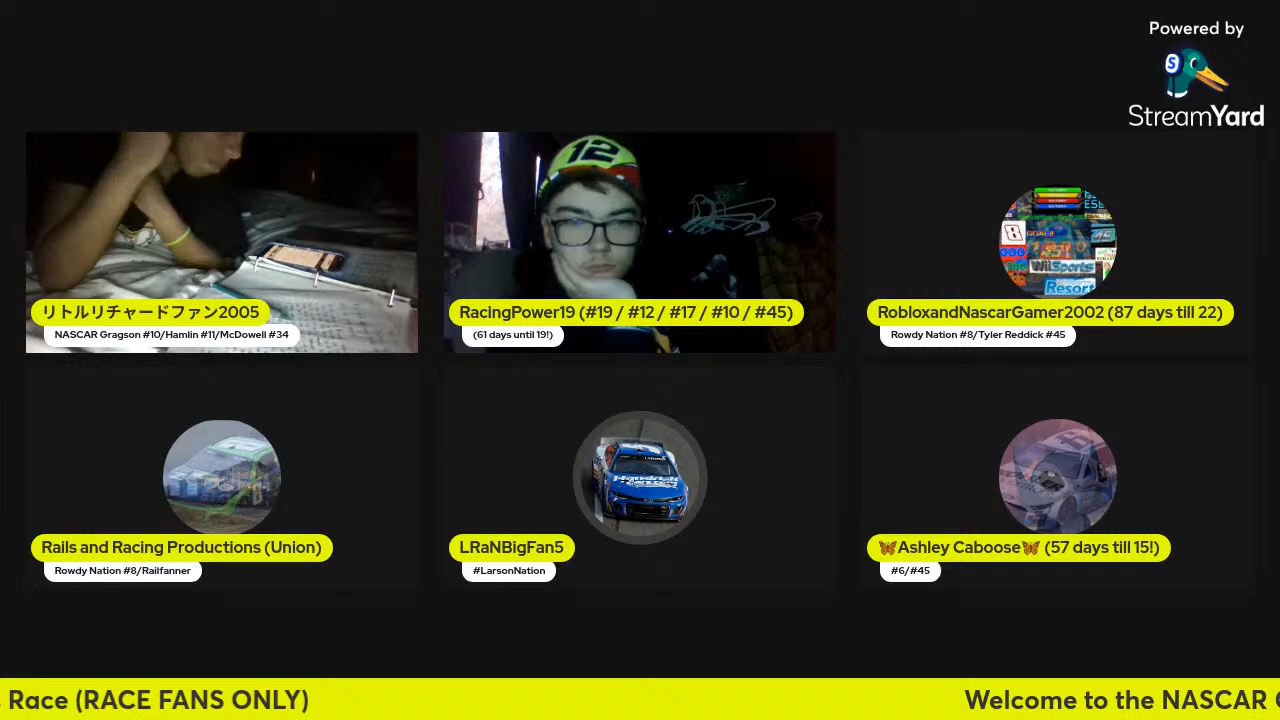 Powered by
StreamYard
12
リトルリチャードファン2005
NASCAR Gragson #10/Hamlin #11/McDowell #34
RacingPower19 (#19 / #12 / #17 / #10 / #45)
(61 days until 19!)
WilSports
Resort
RobloxandNascarGamer2002 (87 days till 22)
Rowdy Nation #8/Tyler Reddick #45
Rails and Racing Productions (Union)
Rowdy Nation #8/Railfanner
LRaNBigFan5
#LarsonNation
🦋Ashley Caboose🦋 (57 days till 15!)
#6/#45
Race (RACE FANS ONLY)
Welcome to the NASCAR